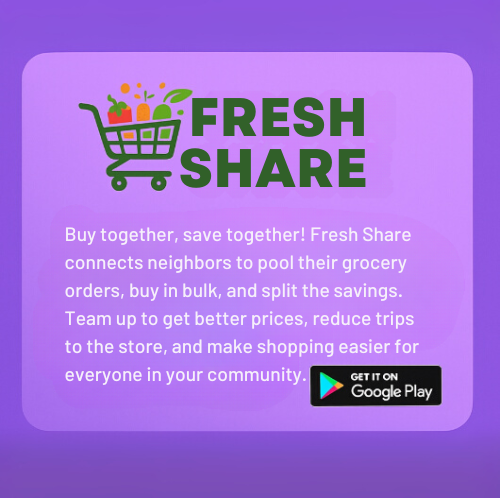 FRESH
SHARE
Buy together, save together! Fresh Share
connects neighbors to pool their grocery
orders, buy in bulk, and split the savings.
Team up to get better prices, reduce trips
to the store, and make shopping easier for
everyone in your community.
GET IT ON
Google Play